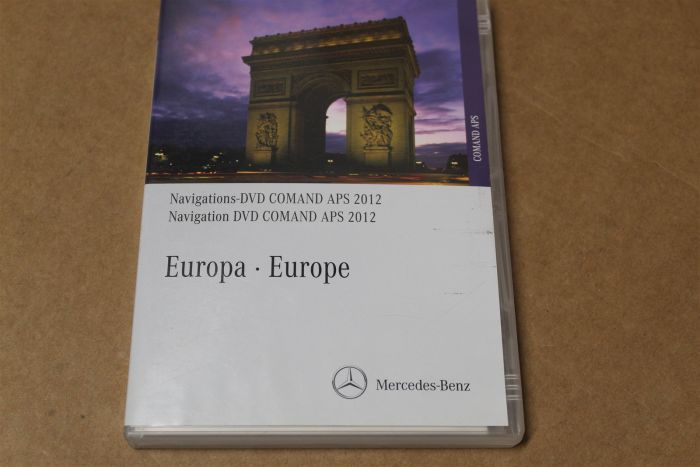 COMAND APS
Navigations-DVD COMAND APS 2012
Navigation DVD COMAND APS 2012
Europa · Europe
Mercedes-Benz